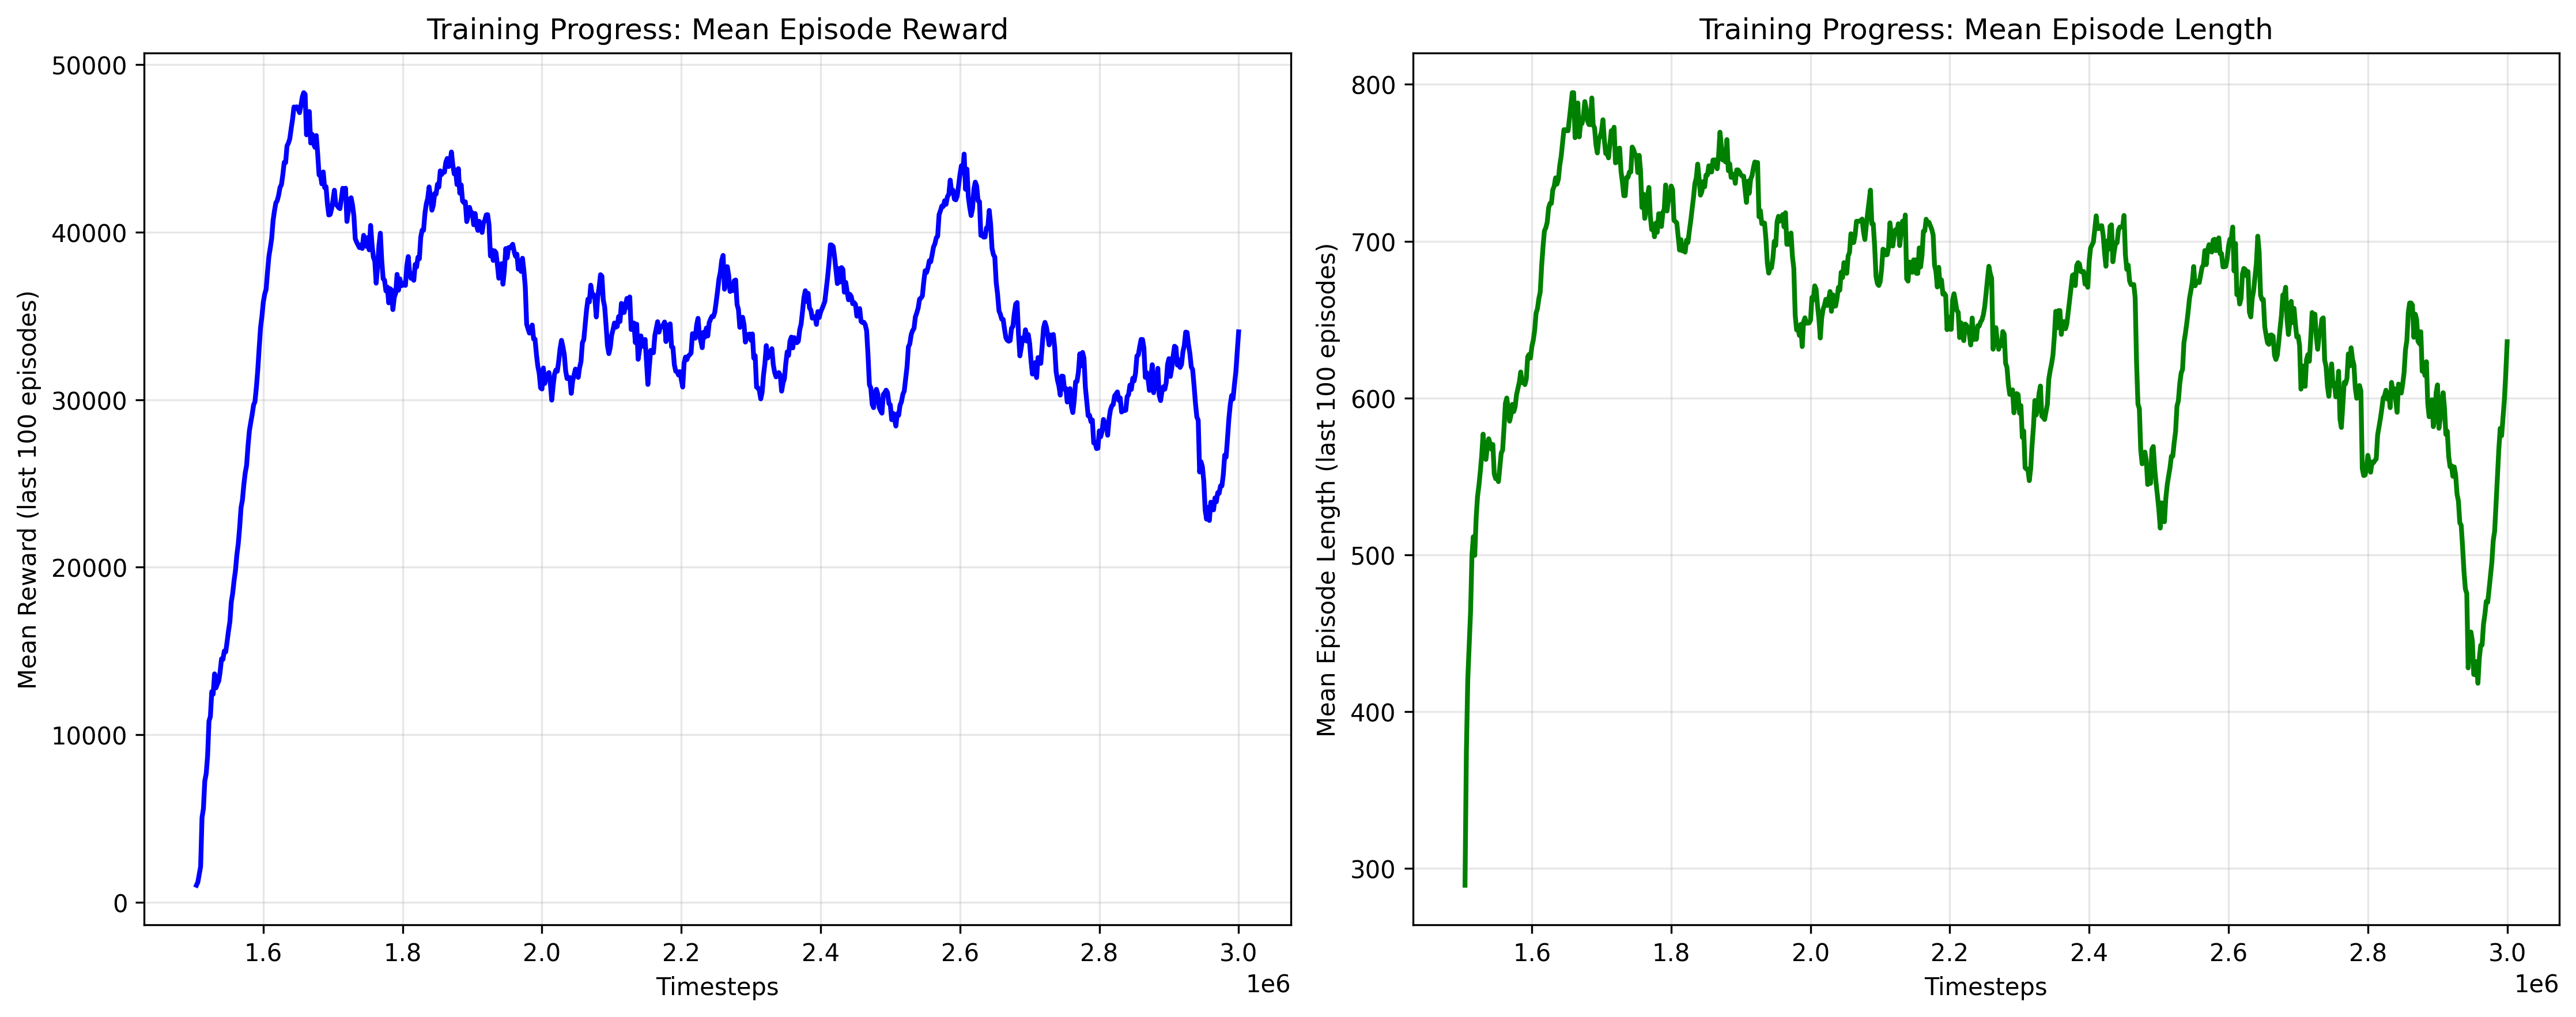 Training Progress: Mean Episode Reward
Mean Reward (last 100 episodes)
50000
40000
30000
20000
10000
0
1.6 1.8 2.0 2.2 2.4 2.6 2.8 3.0
1e6
Timesteps
Training Progress: Mean Episode Length
Mean Episode Length (last 100 episodes)
800
700
600
500
400
300
1.6 1.8 2.0 2.2 2.4 2.6 2.8 3.0
1e6
Timesteps